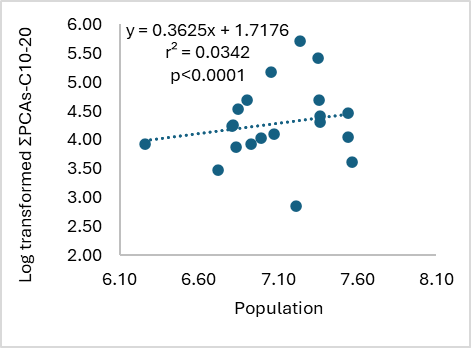 y = 0.3625x + 1.7176
r² = 0.0342
p<0.0001
Log transformed ΣPCAs-C10-20
6.00
5.50
5.00
4.50
4.00
3.50
3.00
2.50
2.00
6.10 6.60 7.10 7.60 8.10
Population